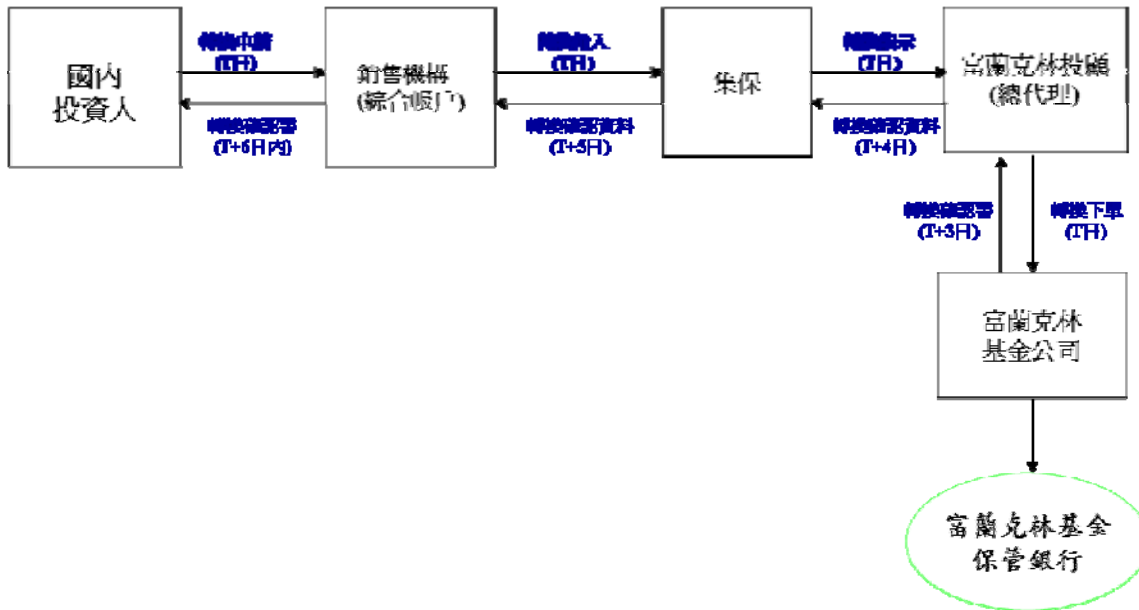 轉換申請
(T日)
轉換輸入
(T日)
轉換指示
(T日)
國內
投資人
銷售機構
(綜合帳戶)
集保
富蘭克林投顧
(總代理)
轉換確認書
(T+6日內)
轉換確認資料
(T+5日)
轉換確認資料
(T+4日)
轉換確認書
(T+3日)
轉換下單
(T日)
富蘭克林
基金公司
富蘭克林基金
保管銀行